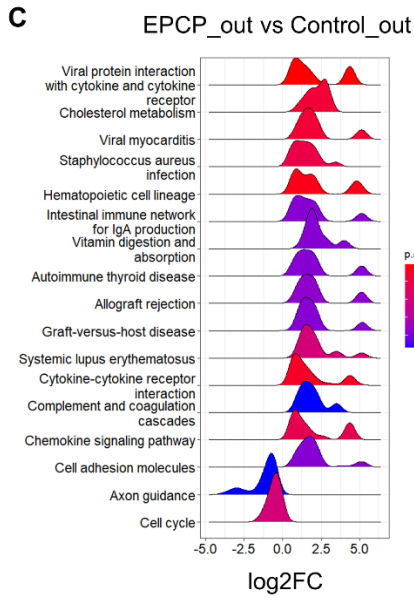 C
EPCP_out vs Control_out
Viral protein interaction
with cytokine and cytokine
receptor
Cholesterol metabolism
Viral myocarditis
Staphylococcus aureus
infection
Hematopoietic cell lineage
Intestinal immune network
for IgA production
Vitamin digestion and
absorption
Autoimmune thyroid disease
Allograft rejection
Graft-versus-host disease
Systemic lupus erythematosus
Cytokine-cytokine receptor
interaction
Complement and coagulation
cascades
Chemokine signaling pathway
Cell adhesion molecules
Axon guidance
Cell cycle
p.
-5.0 -2.5 0.0 2.5 5.0
log2FC